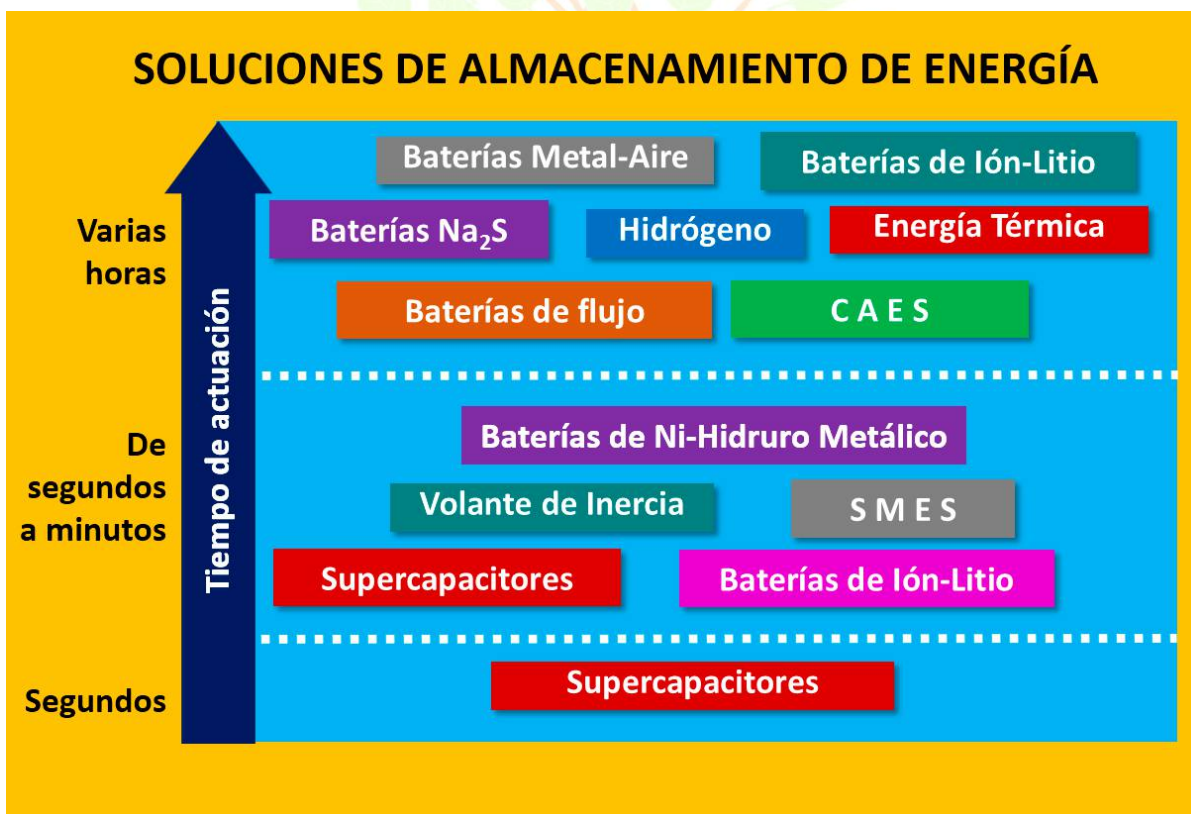 SOLUCIONES DE ALMACENAMIENTO DE ENERGÍA
Tiempo de actuación
Varias
horas
Baterías Metal-Aire
Baterías de Ión-Litio
Baterías Na₂S
Hidrógeno
Energía Térmica
Baterías de flujo
C A E S
De
segundos
a minutos
Baterías de Ni-Hidruro Metálico
Volante de Inercia
S M E S
Supercapacitores
Baterías de Ión-Litio
Segundos
Supercapacitores